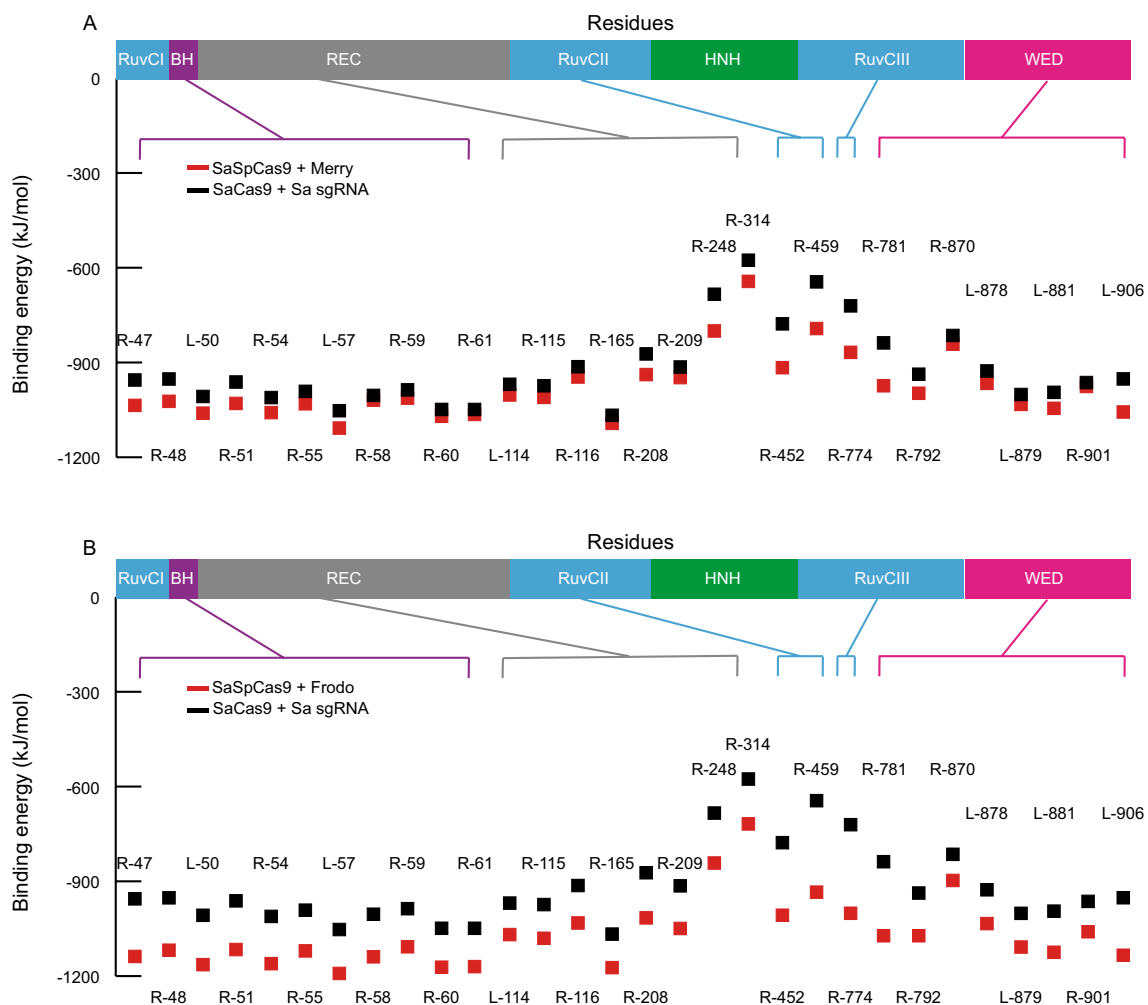 A
Residues
RuvCI BH REC RuvCII HNH RuvCIII WED
0
-300
-600
-900
-1200
Binding energy (kJ/mol)
SaSpCas9 + Merry
SaCas9 + Sa sgRNA
R-314
R-248 R-459 R-781 R-870
L-878 L-881 L-906
R-47 L-50 R-54 L-57 R-59 R-61 R-115 R-165 R-209
R-48 R-51 R-55 R-58 R-60 L-114 R-116 R-208 R-452 R-774 R-792 L-879 R-901
B
Residues
RuvCI BH REC RuvCII HNH RuvCIII WED
0
-300
-600
-900
-1200
Binding energy (kJ/mol)
SaSpCas9 + Frodo
SaCas9 + Sa sgRNA
R-314
R-248 R-459 R-781 R-870
L-878 L-881 L-906
R-47 L-50 R-54 L-57 R-59 R-61 R-115 R-165 R-209
R-48 R-51 R-55 R-58 R-60 L-114 R-116 R-208 R-452 R-774 R-792 L-879 R-901